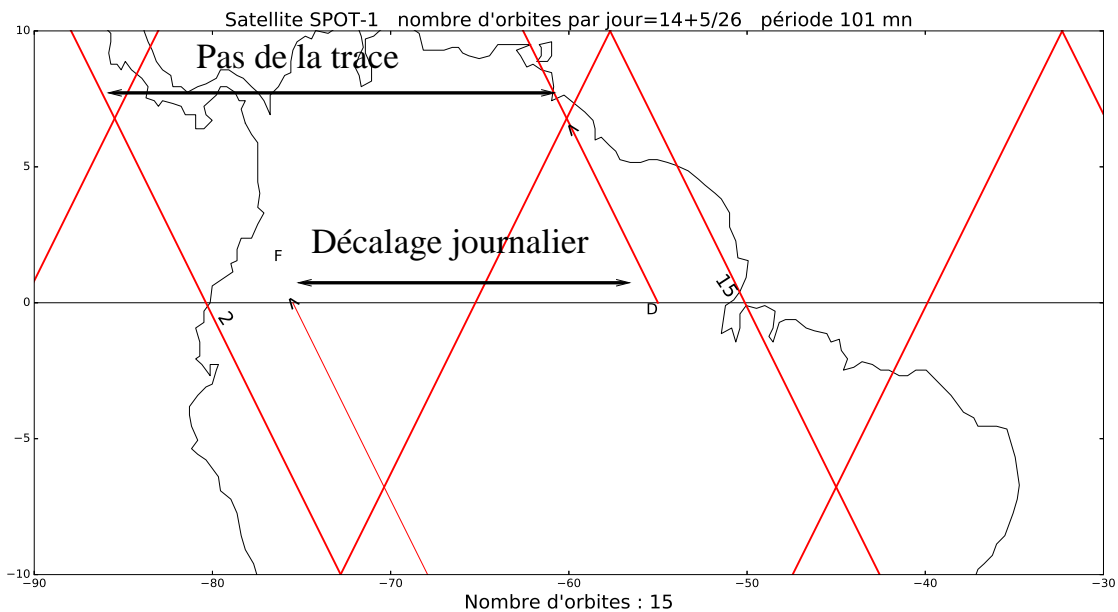 Satellite SPOT-1 nombre d'orbites par jour=14+5/26 période 101 mn
10
Pas de la trace
5
Décalage journalier
F
15
0
D
2
−5
−10
−90 −80 −70 −60 −50 −40 −30
Nombre d'orbites : 15